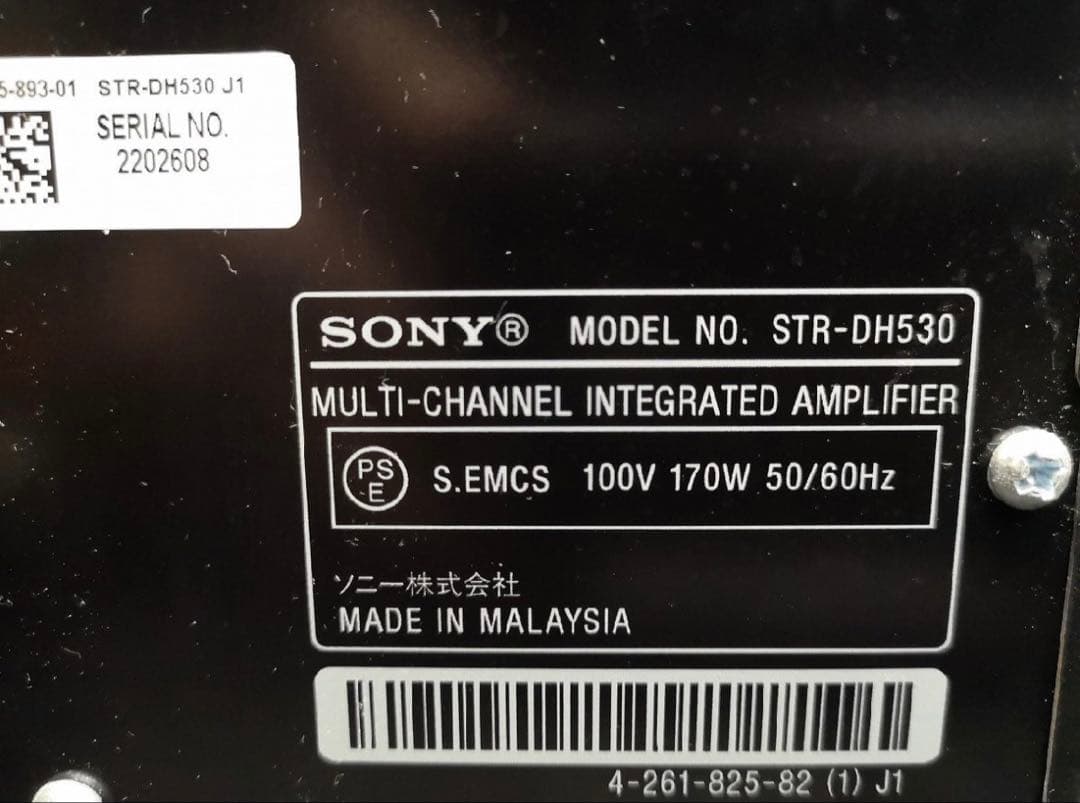 5-893-01 STR-DH530 J1
SERIAL NO.
2202608
SONY® MODEL NO. STR-DH530
MULTI-CHANNEL INTEGRATED AMPLIFIER
PS E S.EMCS 100V 170W 50/60Hz
ソニー株式会社
MADE IN MALAYSIA
4-261-825-82 (1) J1